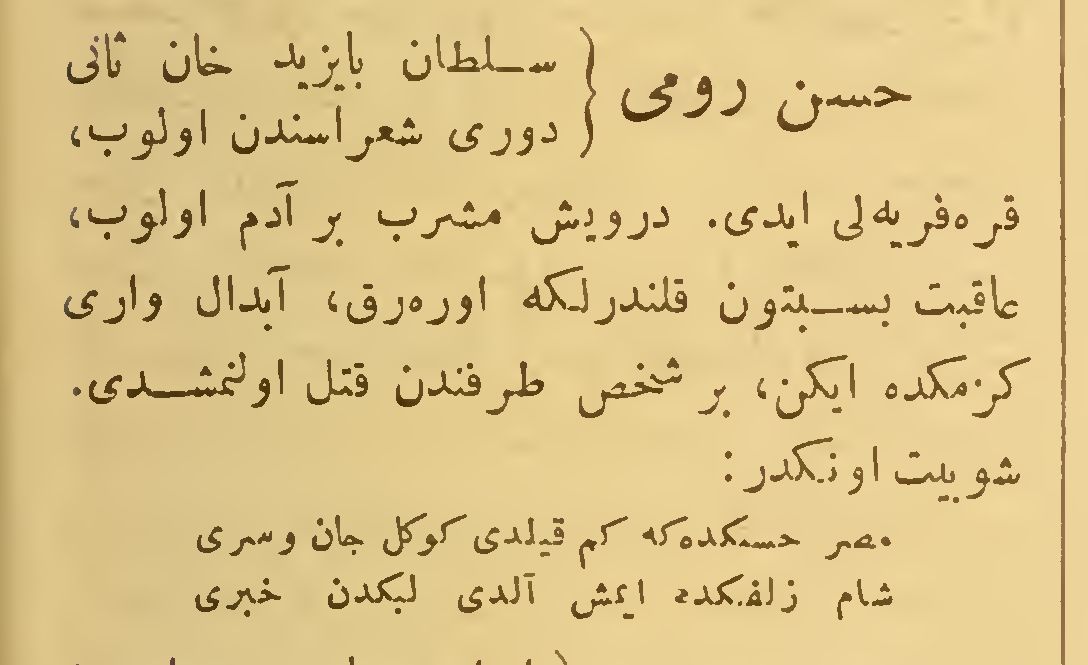 حسن رومی } سلطان بایزید خان ثانی
دوری شعراسندن اولوب،
قره‌فریه‌لی ایدی. درویش مشرب بر آدم اولوب،
عاقبت بسبتون قلندرلکه اوره‌رق، آبدال واری
کزمکده ایکن، بر شخص طرفندن قتل اولنمشدی.
شو بیت اونکدر:
مصر حسنکده که کم قیلدی کوکل جان و سری
شام زلفکده ایمش آلدی لبکدن خبری